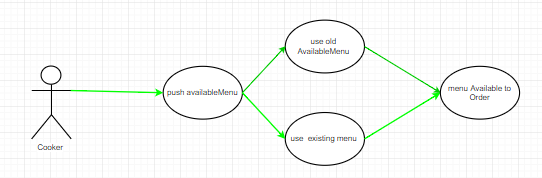 use old
AvailableMenu
push availableMenu
menu Available to
Order
use existing menu
Cooker